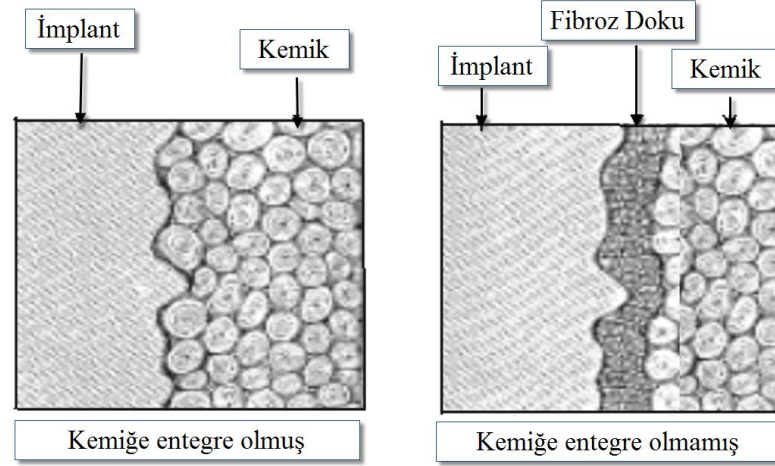 İmplant
Kemik
Kemiğe entegre olmuş
Fibroz Doku
İmplant
Kemik
Kemiğe entegre olmamış